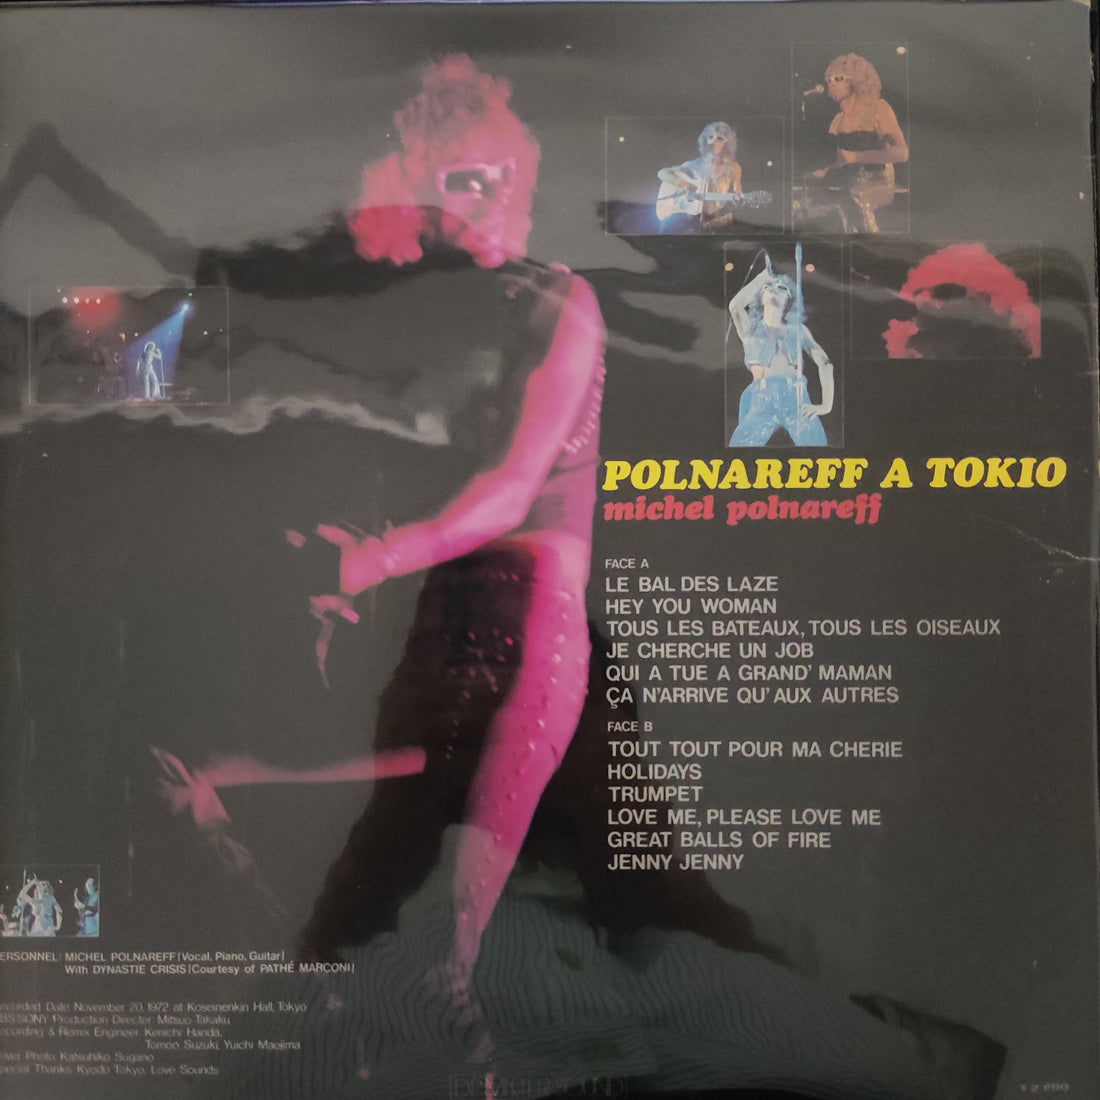 POLNAREFF A TOKIO
michel polnareff
FACE A
LE BAL DES LAZE
HEY YOU WOMAN
TOUS LES BATEAUX, TOUS LES OISEAUX
JE CHERCHE UN JOB
QUI A TUE A GRAND' MAMAN
ÇA N'ARRIVE QU' AUX AUTRES
FACE B
TOUT TOUT POUR MA CHERIE
HOLIDAYS
TRUMPET
LOVE ME, PLEASE LOVE ME
GREAT BALLS OF FIRE
JENNY JENNY
ERSONNEL: MICHEL POLNAREFF (Vocal, Piano, Guitar)
With DYNASTIE CRISIS (Courtesy of PATHÉ MARCONI)
ecorded Date November 20, 1972 at Koseinenkin Hall, Tokyo
BS/SONY Production Director Mitsuo Takaku
ecording & Remix Engineer Kenichi Handa,
Tomoo Suzuki, Yuichi Maejima
over Photo Katsuhiko Sugano
pecial Thanks Kyodo Tokyo, Love Sounds